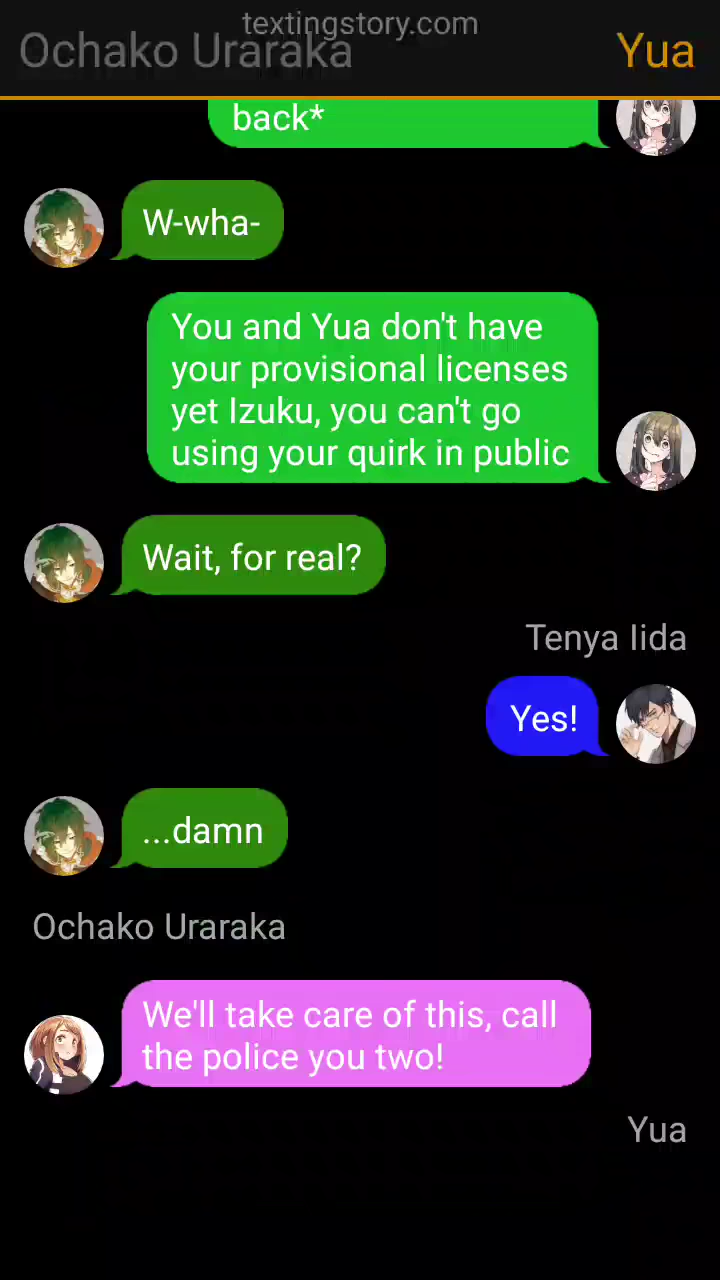 textingstory.com
Ochako Uraraka
Yua
back*
W-wha-
You and Yua don't have
your provisional licenses
yet Izuku, you can't go
using your quirk in public
Wait, for real?
Tenya Iida
Yes!
...damn
Ochako Uraraka
We'll take care of this, call
the police you two!
Yua